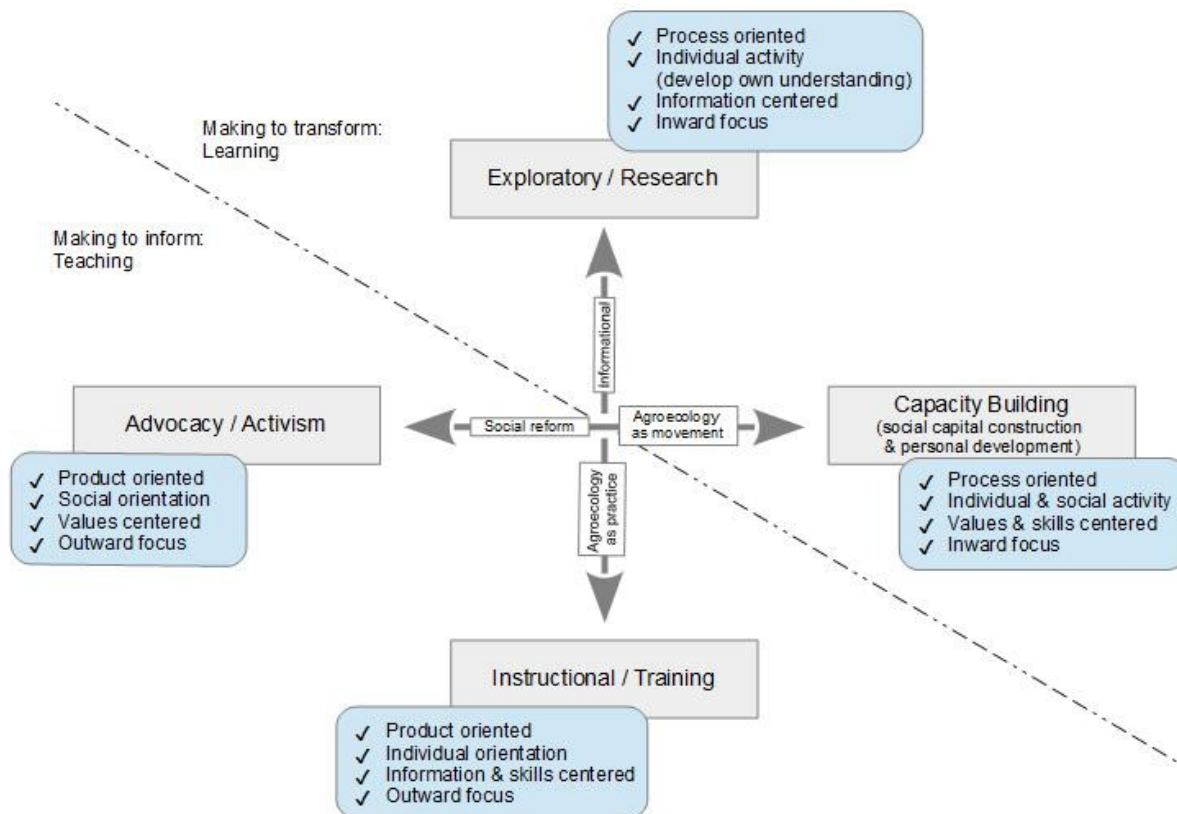 ✓ Process oriented
✓ Individual activity
(develop own understanding)
✓ Information centered
✓ Inward focus
Making to transform:
Learning
Exploratory / Research
Making to inform:
Teaching
Informational
Advocacy / Activism
Social reform
Agroecology
as movement
Capacity Building
(social capital construction
& personal development)
✓ Product oriented
✓ Social orientation
✓ Values centered
✓ Outward focus
Agroecology
as practice
✓ Process oriented
✓ Individual & social activity
✓ Values & skills centered
✓ Inward focus
Instructional / Training
✓ Product oriented
✓ Individual orientation
✓ Information & skills centered
✓ Outward focus